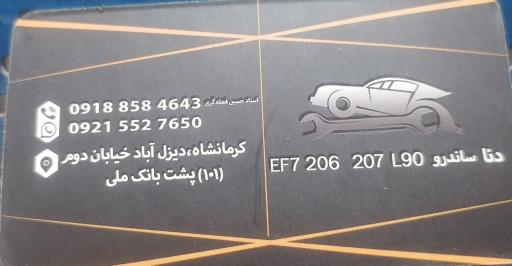 0918 858 4643 استاد حسین قحله گری
0921 552 7650
کرمانشاه، دیزل آباد خیابان دوم
(۱۰۱) پشت بانک ملی
EF7 206 207 L90 دنا ساندرو